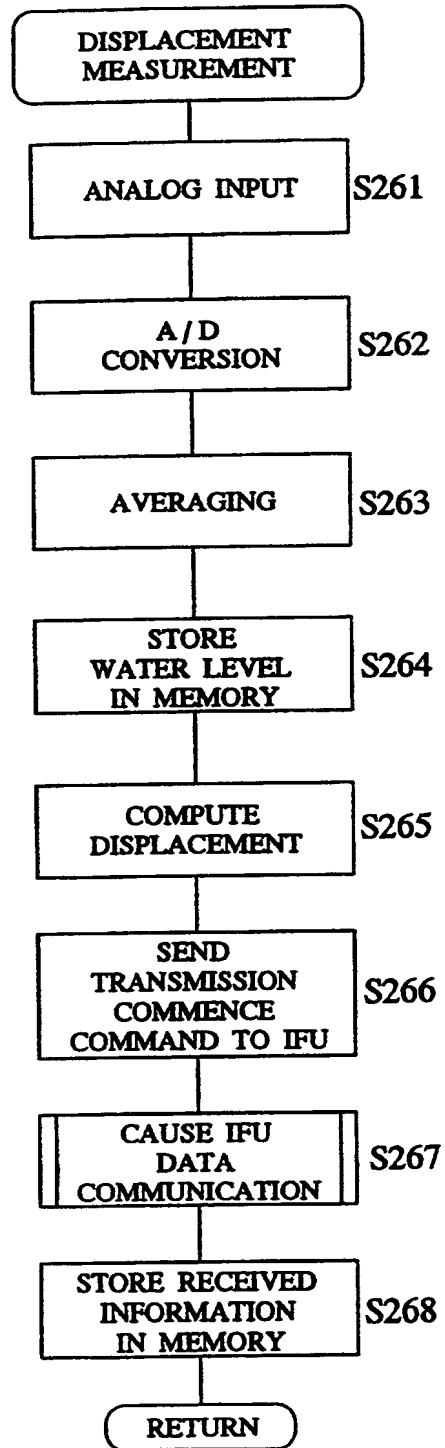 DISPLACEMENT
MEASUREMENT
ANALOG INPUT S261
A/D
CONVERSION
S262
AVERAGING S263
STORE
WATER LEVEL
IN MEMORY
S264
COMPUTE
DISPLACEMENT
S265
SEND
TRANSMISSION
COMMENCE
COMMAND TO IFU
S266
CAUSE IFU
DATA
COMMUNICATION
S267
STORE RECEIVED
INFORMATION
IN MEMORY
S268
RETURN